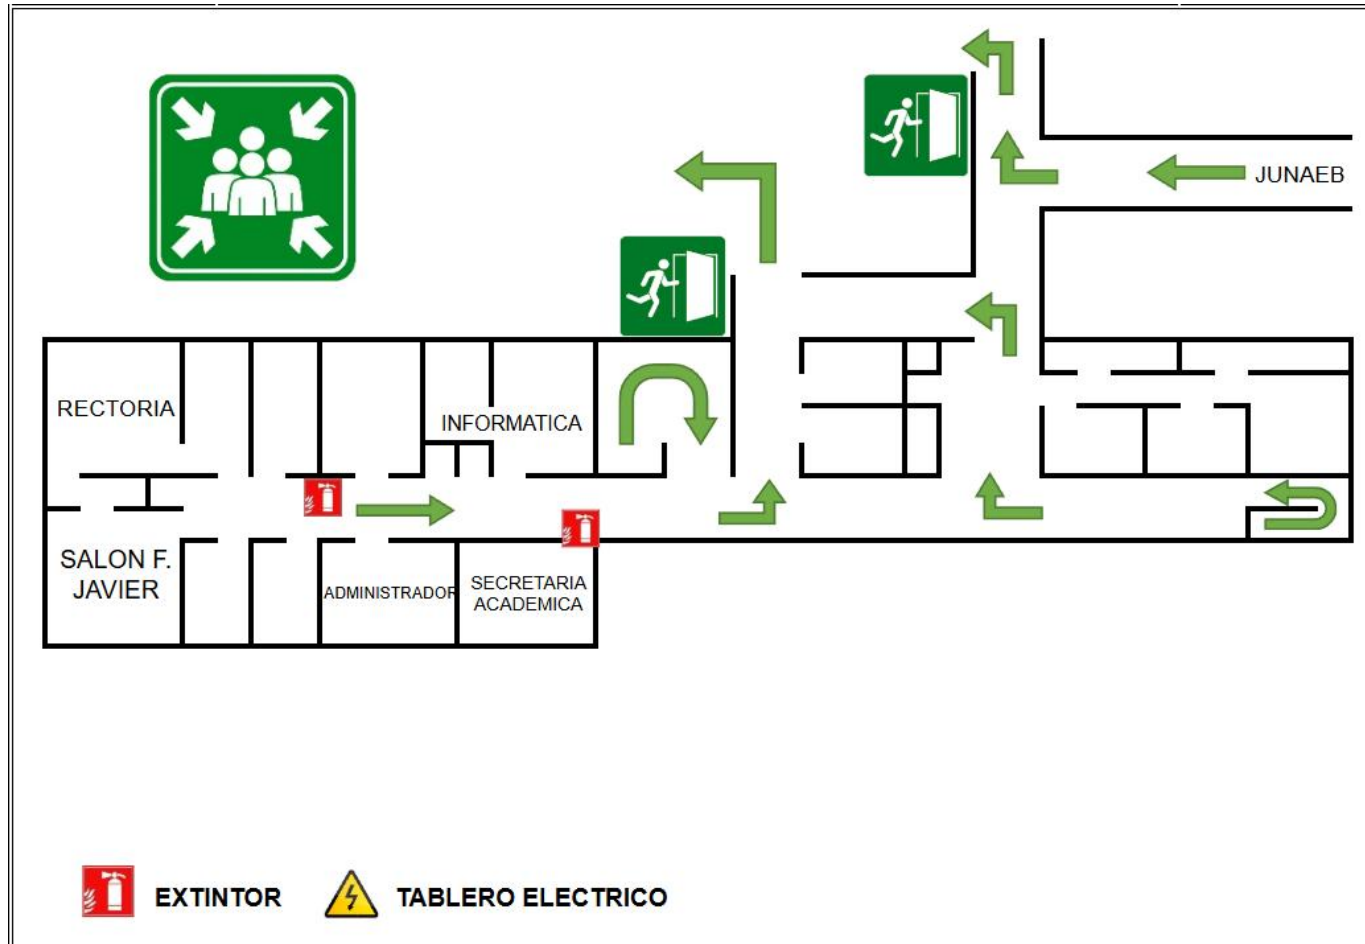 JUNAEB
RECTORIA
INFORMATICA
SALON F.
JAVIER
ADMINISTRADOR
SECRETARIA
ACADEMICA
EXTINTOR
TABLERO ELECTRICO